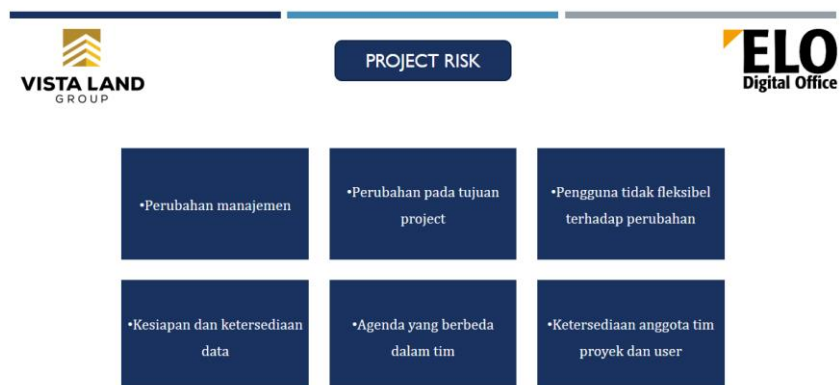 VISTA LAND
GROUP
PROJECT RISK
ELO
Digital Office
•Perubahan manajemen
•Perubahan pada tujuan
project
•Pengguna tidak fleksibel
terhadap perubahan
•Kesiapan dan ketersediaan
data
•Agenda yang berbeda
dalam tim
•Ketersediaan anggota tim
proyek dan user